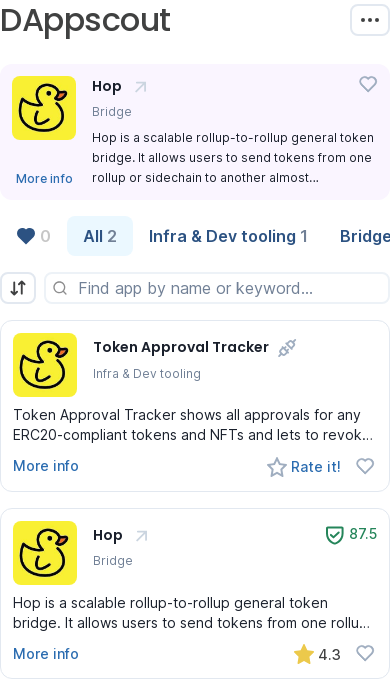 DAppscout
Hop
Bridge
Hop is a scalable rollup-to-rollup general token
bridge. It allows users to send tokens from one
rollup or sidechain to another almost...
More info
0 All 2 Infra & Dev tooling 1 Bridge
Find app by name or keyword...
Token Approval Tracker
Infra & Dev tooling
Token Approval Tracker shows all approvals for any
ERC20-compliant tokens and NFTs and lets to revok...
More info Rate it!
Hop 87.5
Bridge
Hop is a scalable rollup-to-rollup general token
bridge. It allows users to send tokens from one rollu...
More info 4.3